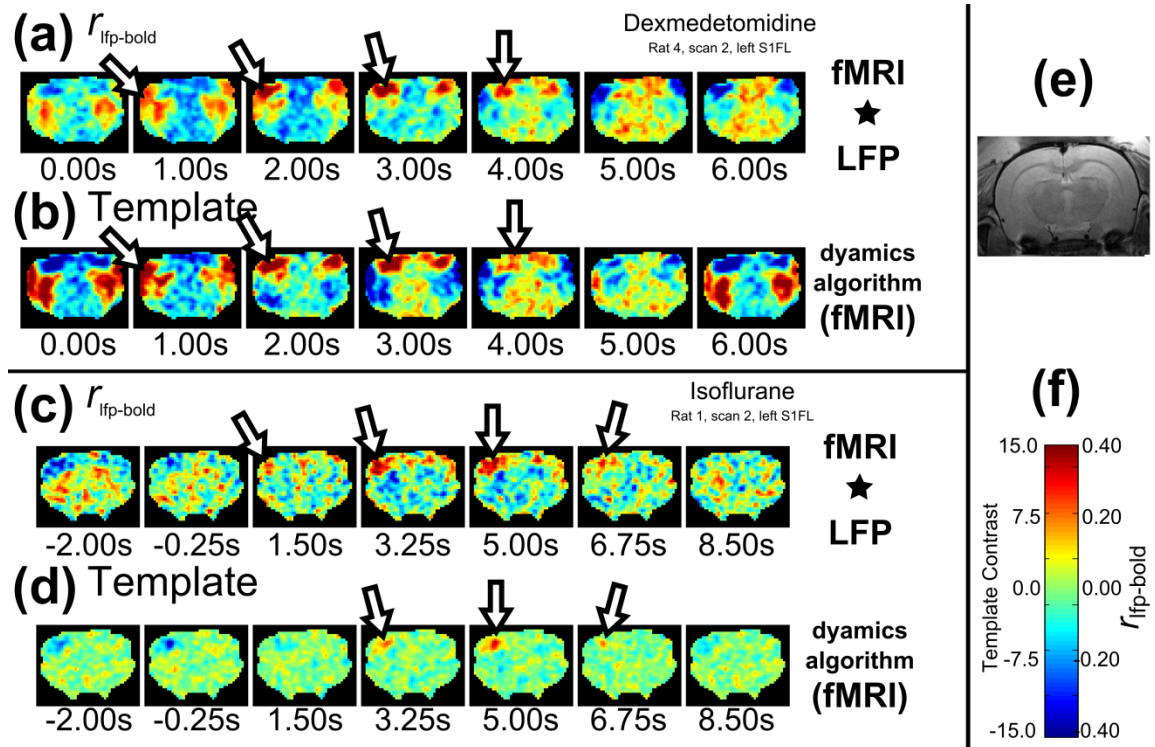 (a) r lfp-bold
Dexmedetomidine
Rat 4, scan 2, left S1FL
0.00s 1.00s 2.00s 3.00s 4.00s 5.00s 6.00s
fMRI
★
LFP
(b) Template
0.00s 1.00s 2.00s 3.00s 4.00s 5.00s 6.00s
dyamics
algorithm
(fMRI)
(c) r lfp-bold
Isoflurane
Rat 1, scan 2, left S1FL
-2.00s -0.25s 1.50s 3.25s 5.00s 6.75s 8.50s
fMRI
★
LFP
(d) Template
-2.00s -0.25s 1.50s 3.25s 5.00s 6.75s 8.50s
dyamics
algorithm
(fMRI)
(e)
(f)
15.0 0.40
7.5 0.20
0.0 0.00
-7.5 0.20
-15.0 0.40
Template Contrast
r lfp-bold